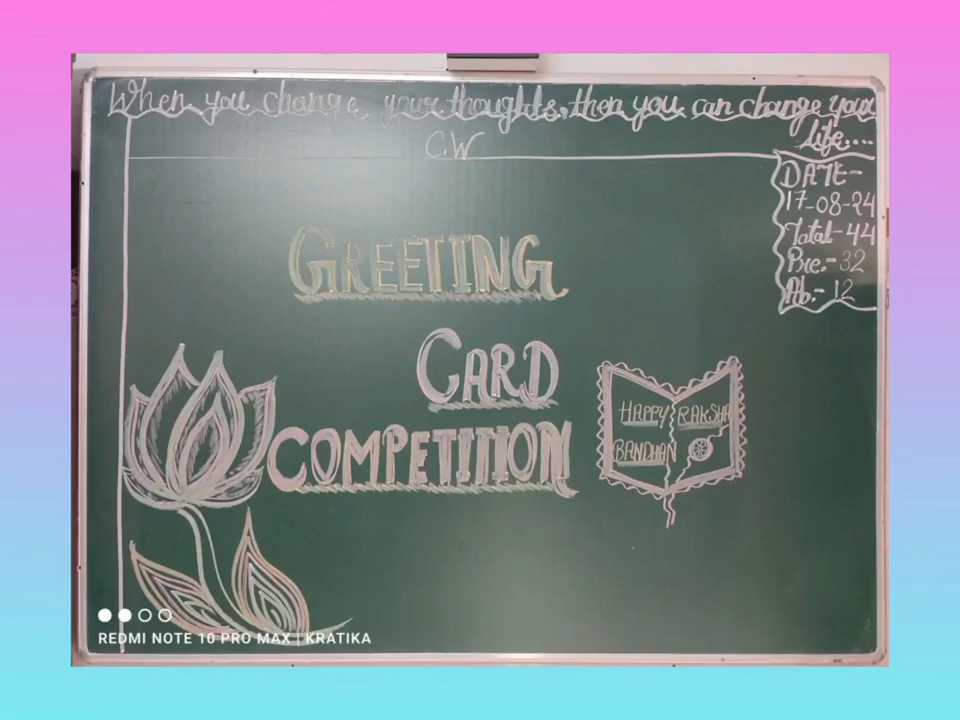 When you change your thoughts, then you can change your
life....
C.W
DATE-
17-08-24
Total-44
Pre.-32
Ab.-12
GREETING
CARD
COMPETITION
HAPPY RAKSHA
BANDHAN
REDMI NOTE 10 PRO MAX | KRATIKA